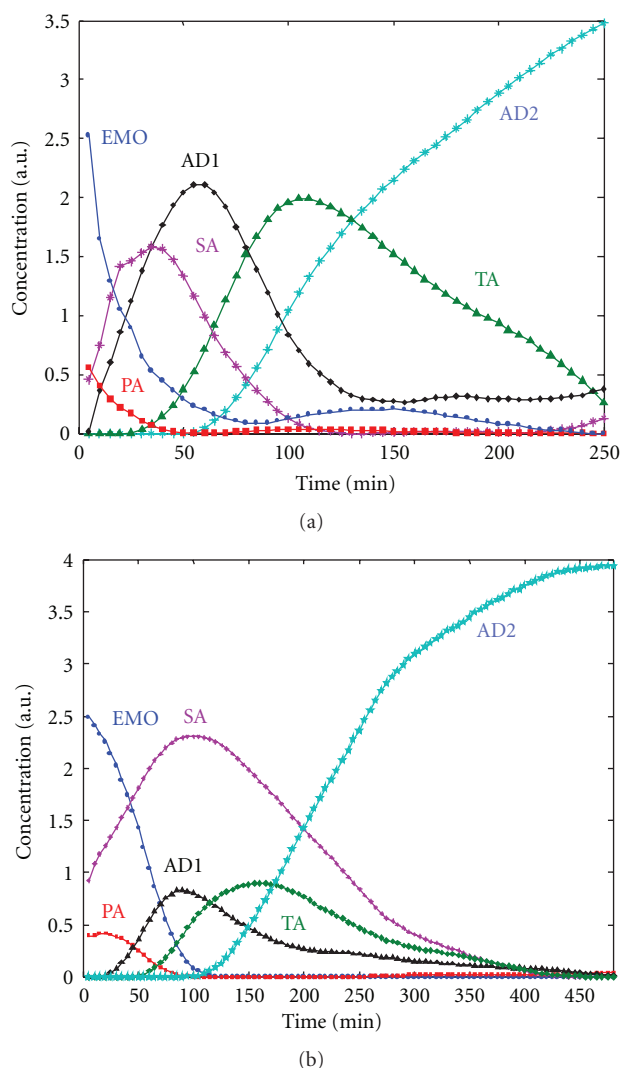 3.5
3
2.5
2
1.5
1
0.5
0
Concentration (a.u.)
EMO
AD1
SA
PA
AD2
TA
0 50 100 150 200 250
Time (min)
(a)
4
3.5
3
2.5
2
1.5
1
0.5
0
Concentration (a.u.)
EMO
SA
AD2
AD1
PA
TA
0 50 100 150 200 250 300 350 400 450
Time (min)
(b)